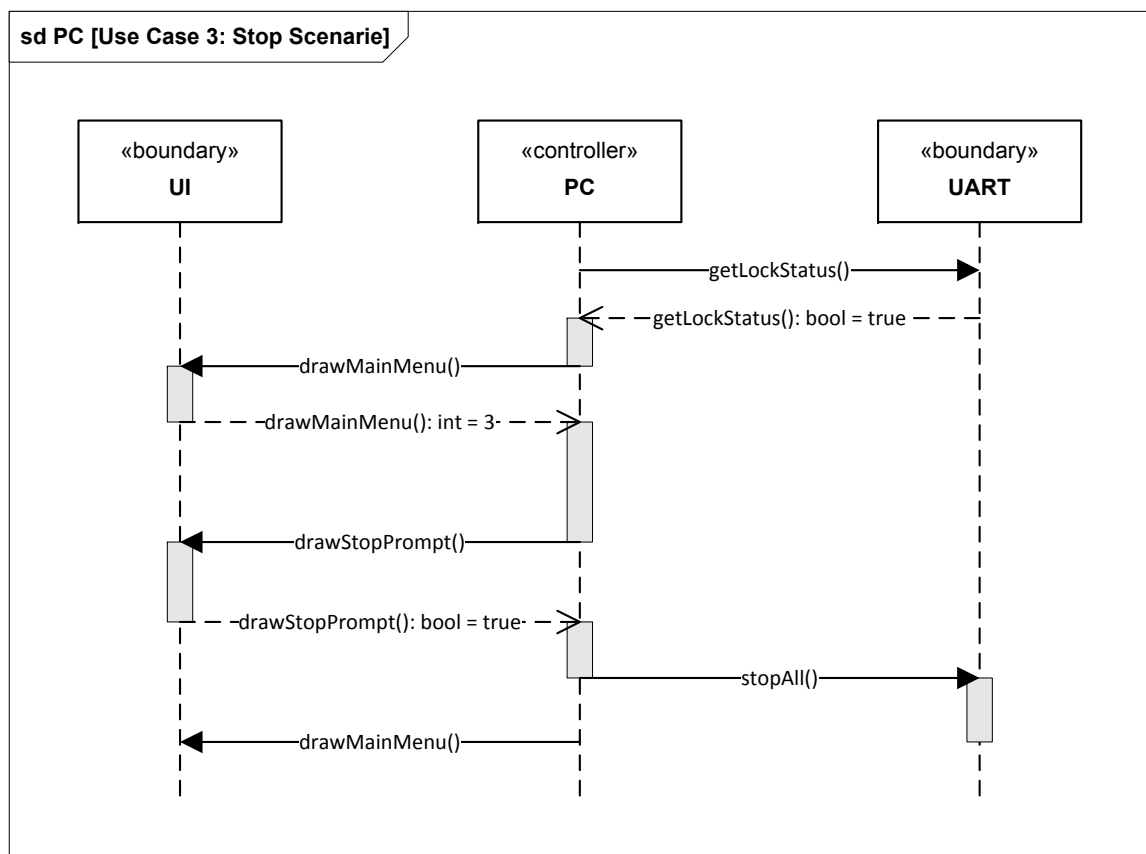 sd PC [Use Case 3: Stop Scenarie]
«boundary»
UI
«controller»
PC
«boundary»
UART
getLockStatus()
getLockStatus(): bool = true
drawMainMenu()
drawMainMenu(): int = 3
drawStopPrompt()
drawStopPrompt(): bool = true
stopAll()
drawMainMenu()